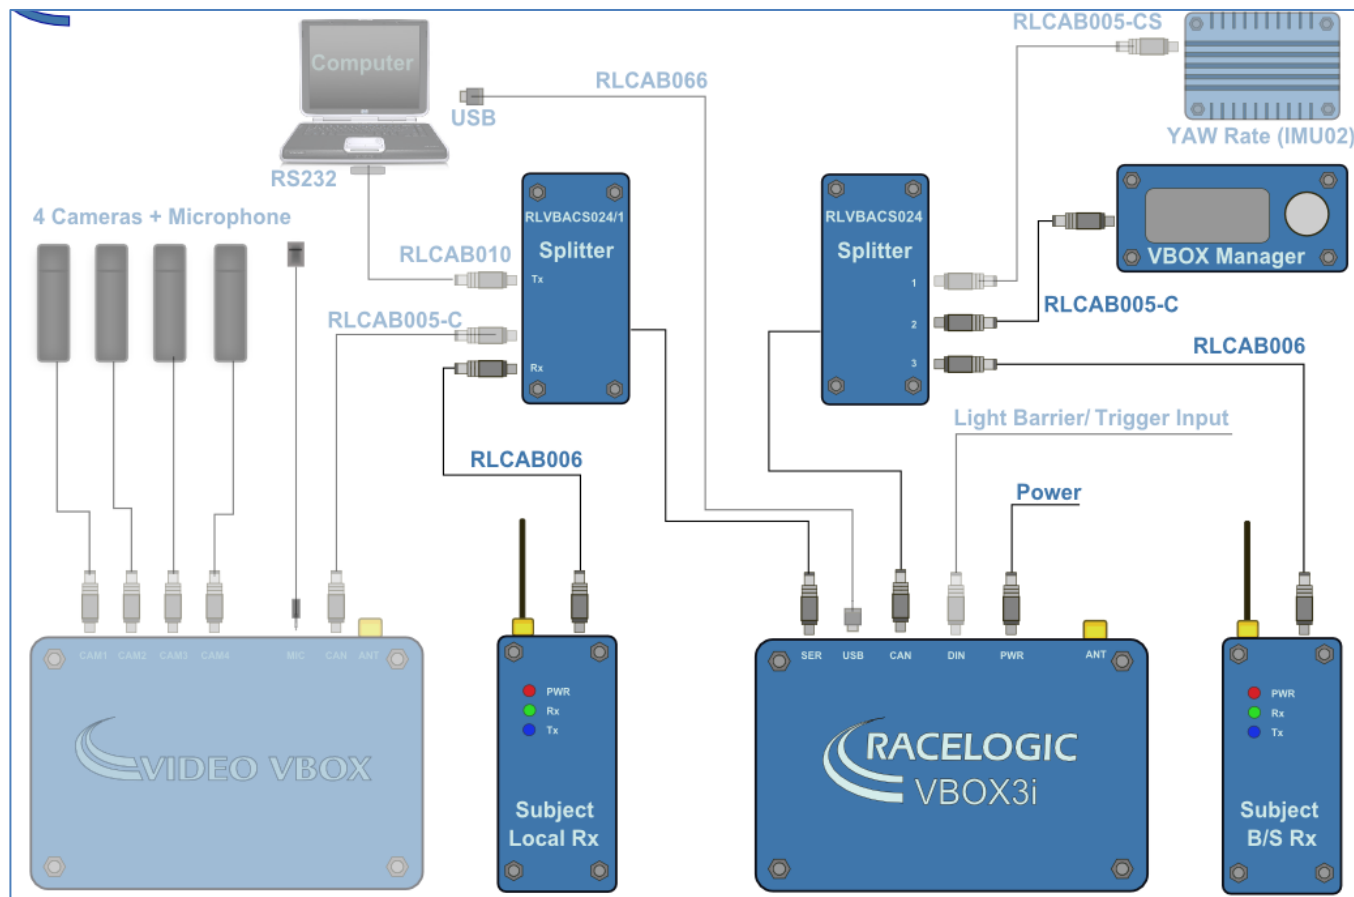 RLCAB005-CS
Computer
RLCAB066
USB
YAW Rate (IMU02)
RS232
4 Cameras + Microphone
RLVBACS024/1
Splitter
RLVBACS024
Splitter
VBOX Manager
RLCAB010
Tx
1
RLCAB005-C
RLCAB005-C
2
RLCAB006
Rx
3
Light Barrier/ Trigger Input
RLCAB006
Power
CAM1
CAM2
CAM3
CAM4
MIC
CAN
ANT
SER
USB
CAN
DIN
PWR
ANT
PWR
Rx
Tx
PWR
Rx
Tx
VIDEO VBOX
RACELOGIC
VBOX3i
Subject
Local Rx
Subject
B/S Rx